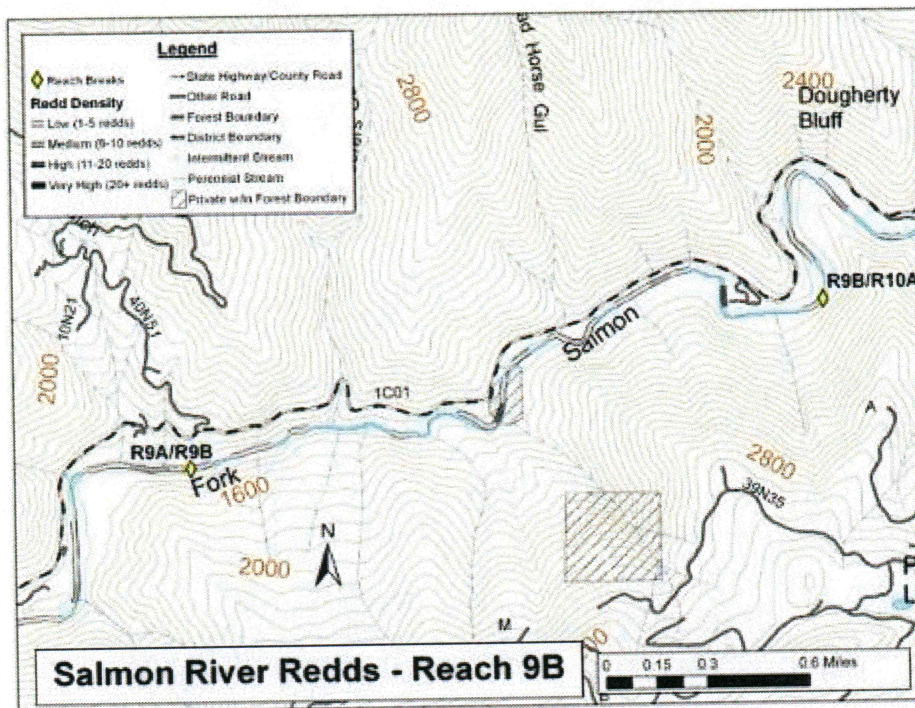 Legend
Reach Breaks
Redd Density
Low (1-5 redds)
Medium (6-10 redds)
High (11-20 redds)
Very High (20+ redds)
State Highway/County Road
Other Road
Forest Boundary
District Boundary
Intermittent Stream
Perennial Stream
Private w/in Forest Boundary
2800
ad Horse Gul
2400
Dougherty
Bluff
2000
R9B/R10A
10N21
40N51
2000
Salmon
1C01
A
R9A/R9B
Fork
1600
2800
39N35
N
2000
P
L
M
Salmon River Redds - Reach 9B
0 0.15 0.3 0.6 Miles